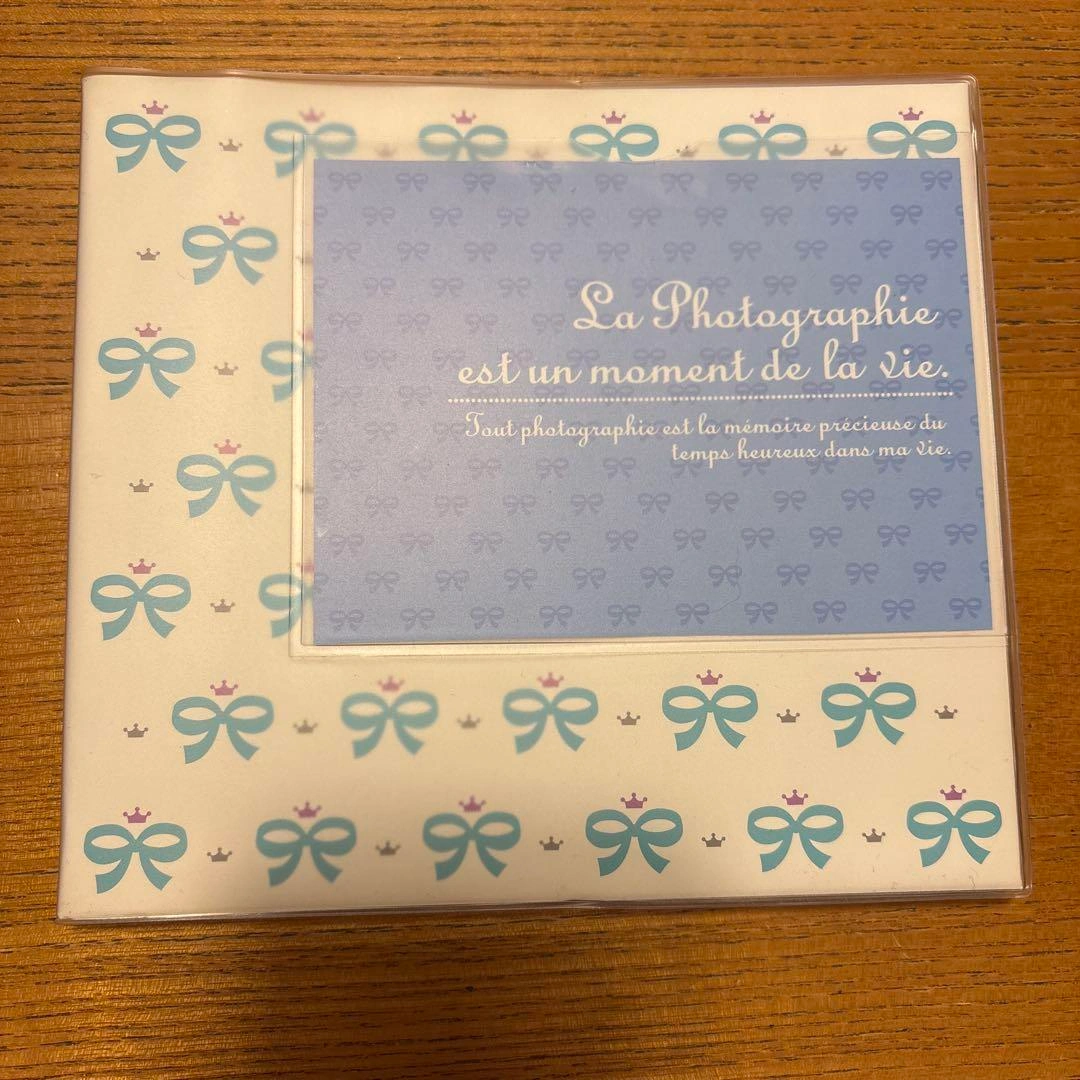 La Photographie
est un moment de la vie.
Tout photographie est la mémoire précieuse du
temps heureux dans ma vie.